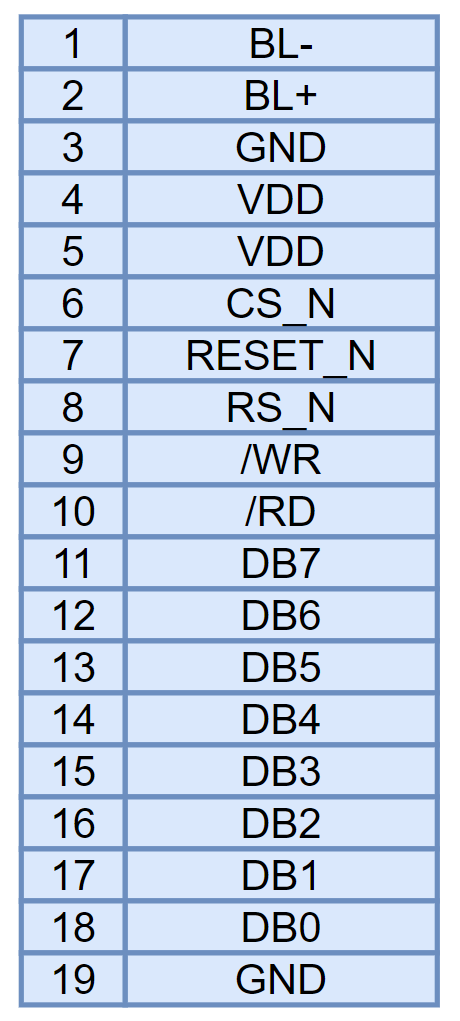 1 BL-
2 BL+
3 GND
4 VDD
5 VDD
6 CS_N
7 RESET_N
8 RS_N
9 /WR
10 /RD
11 DB7
12 DB6
13 DB5
14 DB4
15 DB3
16 DB2
17 DB1
18 DB0
19 GND